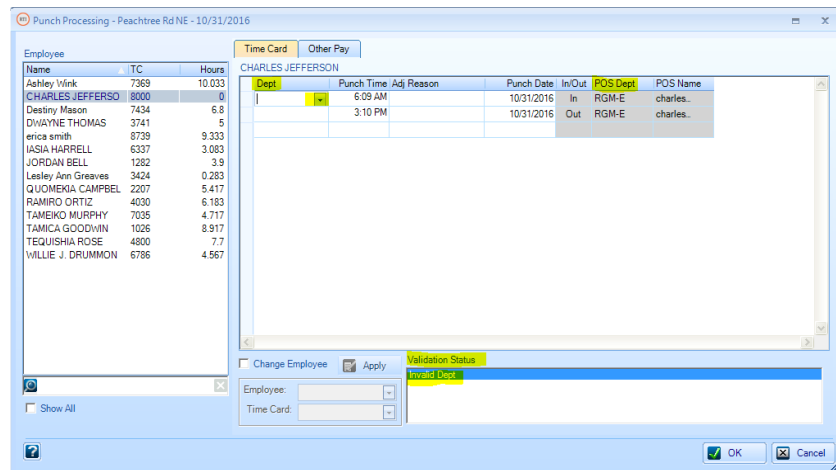 Punch Processing - Peachtree Rd NE - 10/31/2016
Employee
Name TC Hours
Ashley Wink 7369 10.033
CHARLES JEFFERSO 8000 0
Destiny Mason 7434 6.8
DWAYNE THOMAS 3741 5
erica smith 8739 9.333
IASIA HARRELL 6337 3.083
JORDAN BELL 1282 3.9
Lesley Ann Greaves 3424 0.283
QUOMEKIA CAMPBEL 2207 5.417
RAMIRO ORTIZ 4030 6.183
TAMEIKO MURPHY 7035 4.717
TAMICA GOODWIN 1026 8.917
TEQUISHIA ROSE 4800 7.7
WILLIE J. DRUMMON 6786 4.567
Show All
Time Card Other Pay
CHARLES JEFFERSON
Dept Punch Time Adj Reason Punch Date In/Out POS Dept POS Name
6:09 AM 10/31/2016 In RGM-E charles..
3:10 PM 10/31/2016 Out RGM-E charles..
Change Employee Apply
Employee:
Time Card:
Validation Status
Invalid Dept
OK Cancel